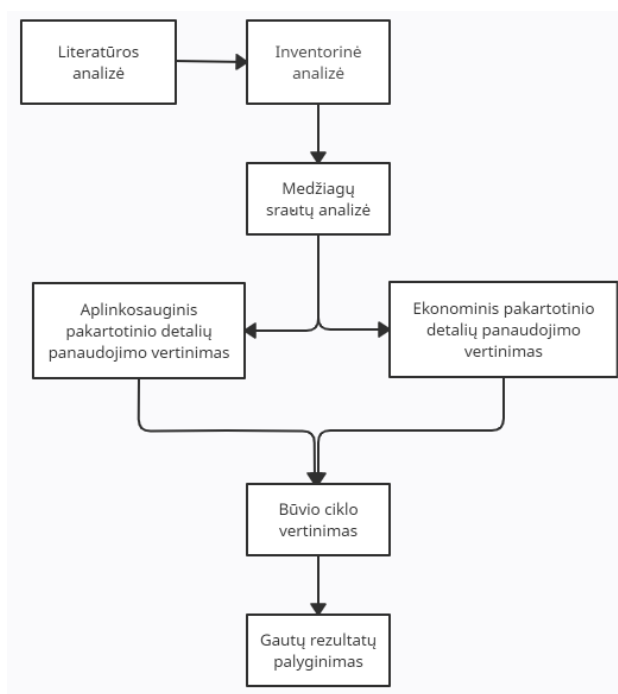 Literatūros
analizė
Inventorinė
analizė
Medžiagų
srautų analizė
Aplinkosauginis
pakartotinio detalių
panaudojimo vertinimas
Ekonominis pakartotinio
detalių panaudojimo
vertinimas
Būvio ciklo
vertinimas
Gautų rezultatų
palyginimas